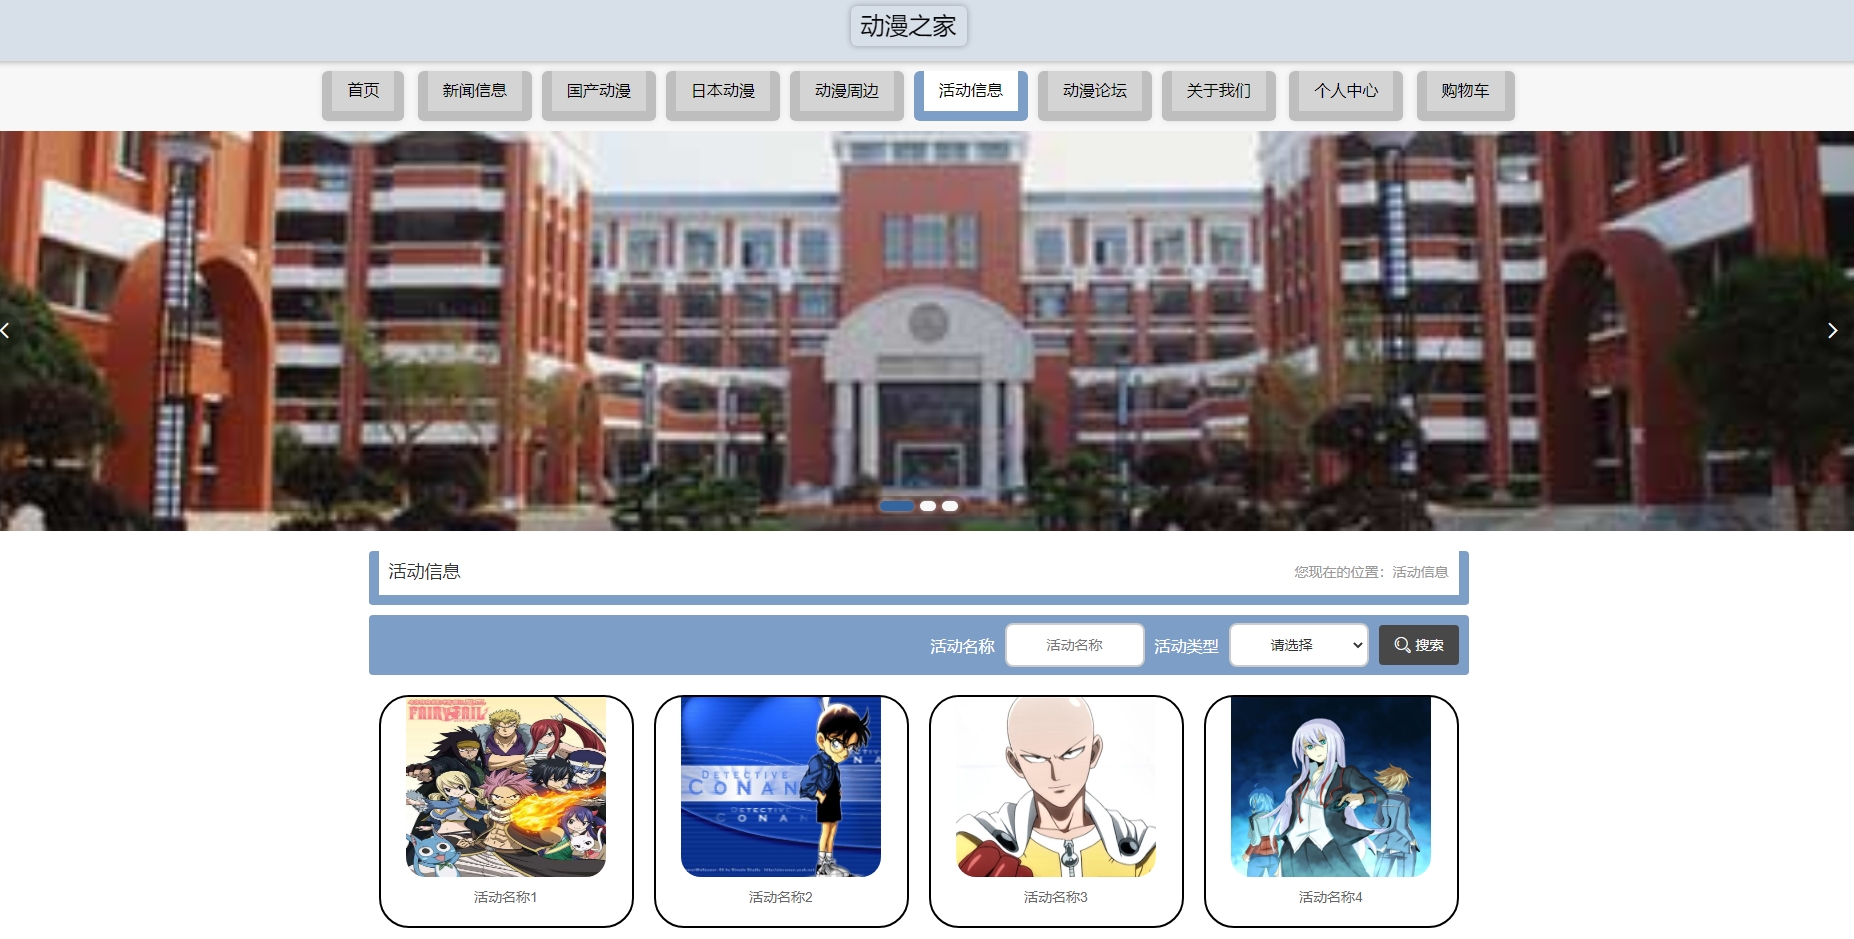 动漫之家
首页 新闻信息 国产动漫 日本动漫 动漫周边 活动信息 动漫论坛 关于我们 个人中心 购物车
活动信息 您现在的位置：活动信息
活动名称 活动名称 活动类型 请选择 搜索
FAIRY TAIL
DETECTIVE
CONAN
DETECTIVE
CONAN
活动名称1 活动名称2 活动名称3 活动名称4